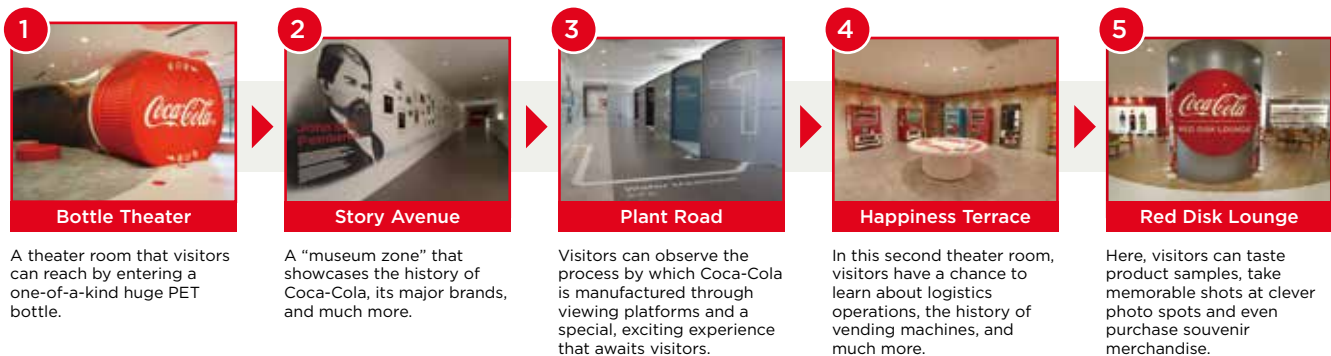 1
Coca-Cola
Bottle Theater
A theater room that visitors
can reach by entering a
one-of-a-kind huge PET
bottle.
2
John S.
Pemberton
Story Avenue
A “museum zone” that
showcases the history of
Coca-Cola, its major brands,
and much more.
3
1
Plant Road
Visitors can observe the
process by which Coca-Cola
is manufactured through
viewing platforms and a
special, exciting experience
that awaits visitors.
4
Happiness Terrace
In this second theater room,
visitors have a chance to
learn about logistics
operations, the history of
vending machines, and
much more.
5
Coca-Cola
RED DISK LOUNGE
Red Disk Lounge
Here, visitors can taste
product samples, take
memorable shots at clever
photo spots and even
purchase souvenir
merchandise.